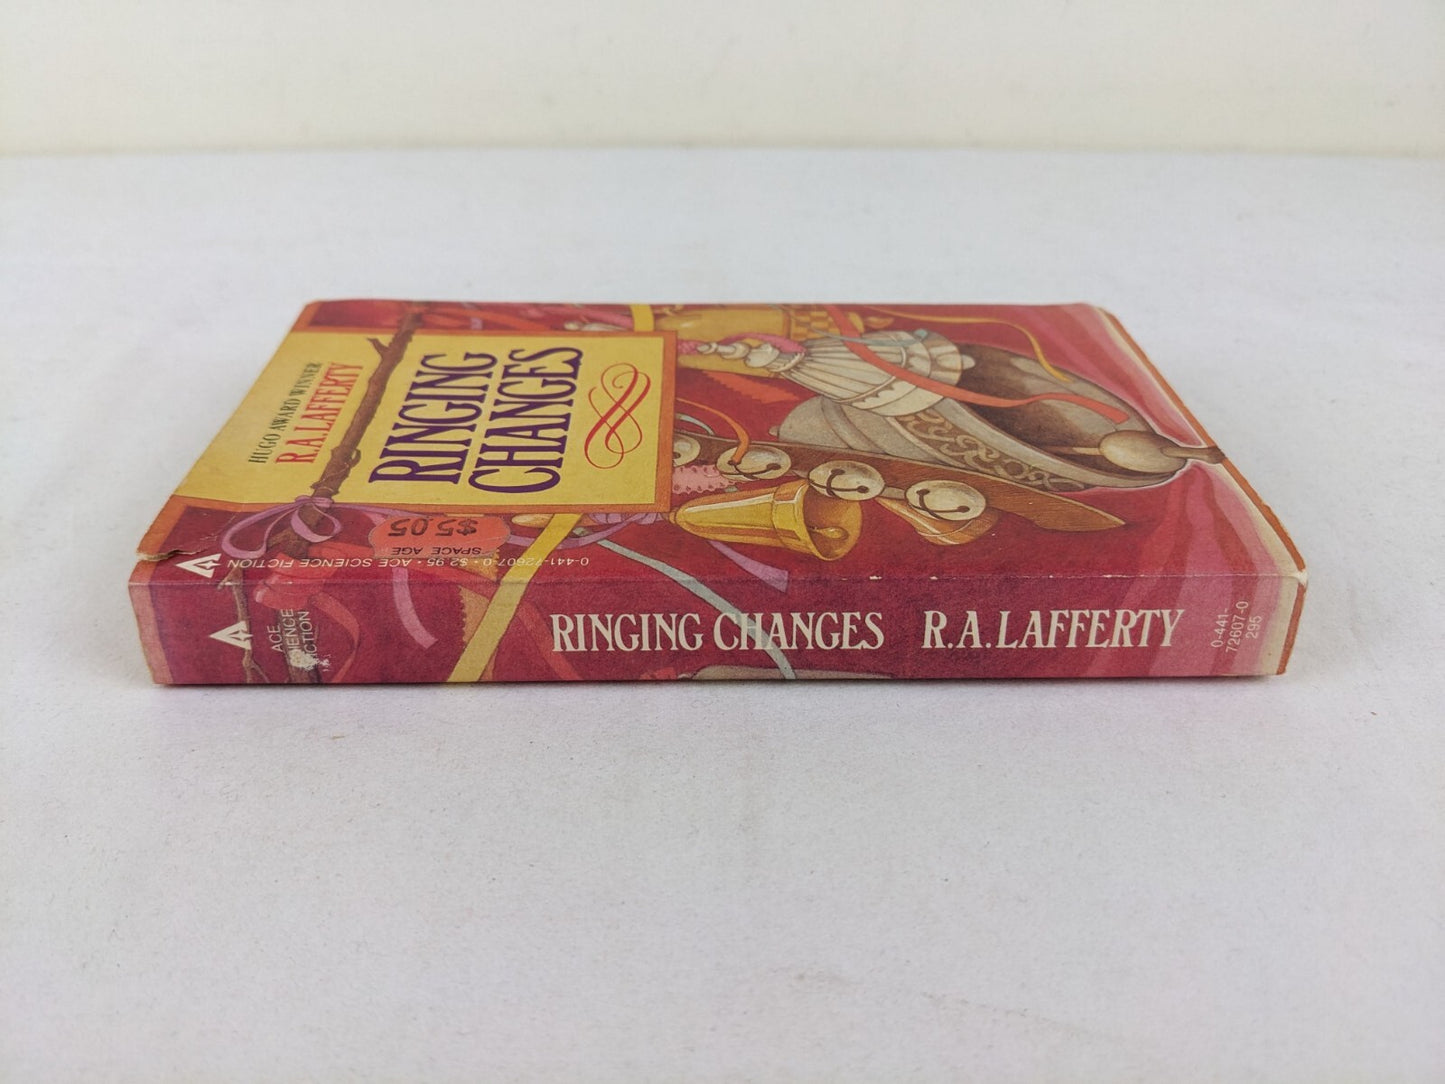 HUGO AWARD WINNER
R.A. LAFFERTY
RINGING
CHANGES
$5.05
SPACE AGE
0-441-72607-0 • $2.95 • ACE SCIENCE FICTION
ACE
SCIENCE
FICTION
RINGING CHANGES R.A. LAFFERTY
0-441-
72607-0
295